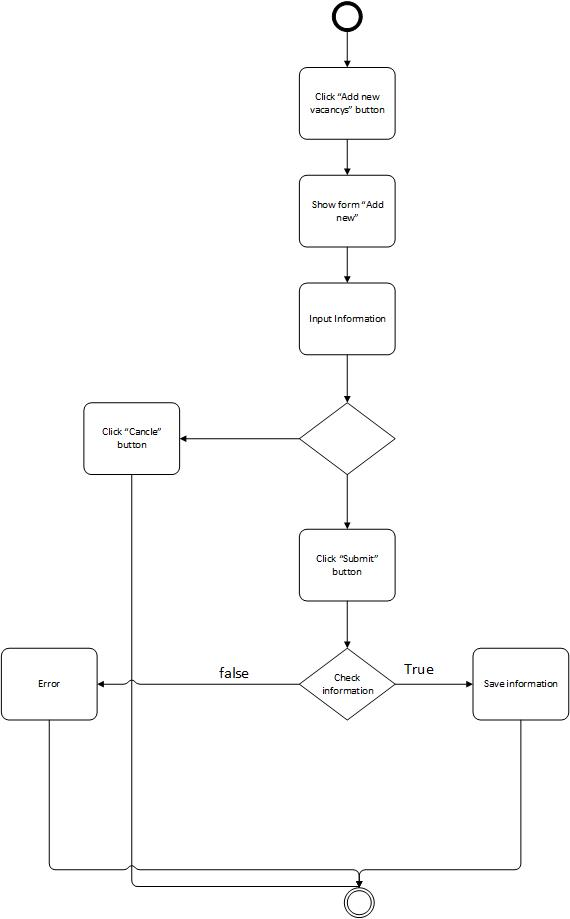 Click “Add new
vacancys” button
Show form “Add
new”
Input Information
Click “Cancle”
button
Click “Submit”
button
Error
false
Check
information
True
Save information